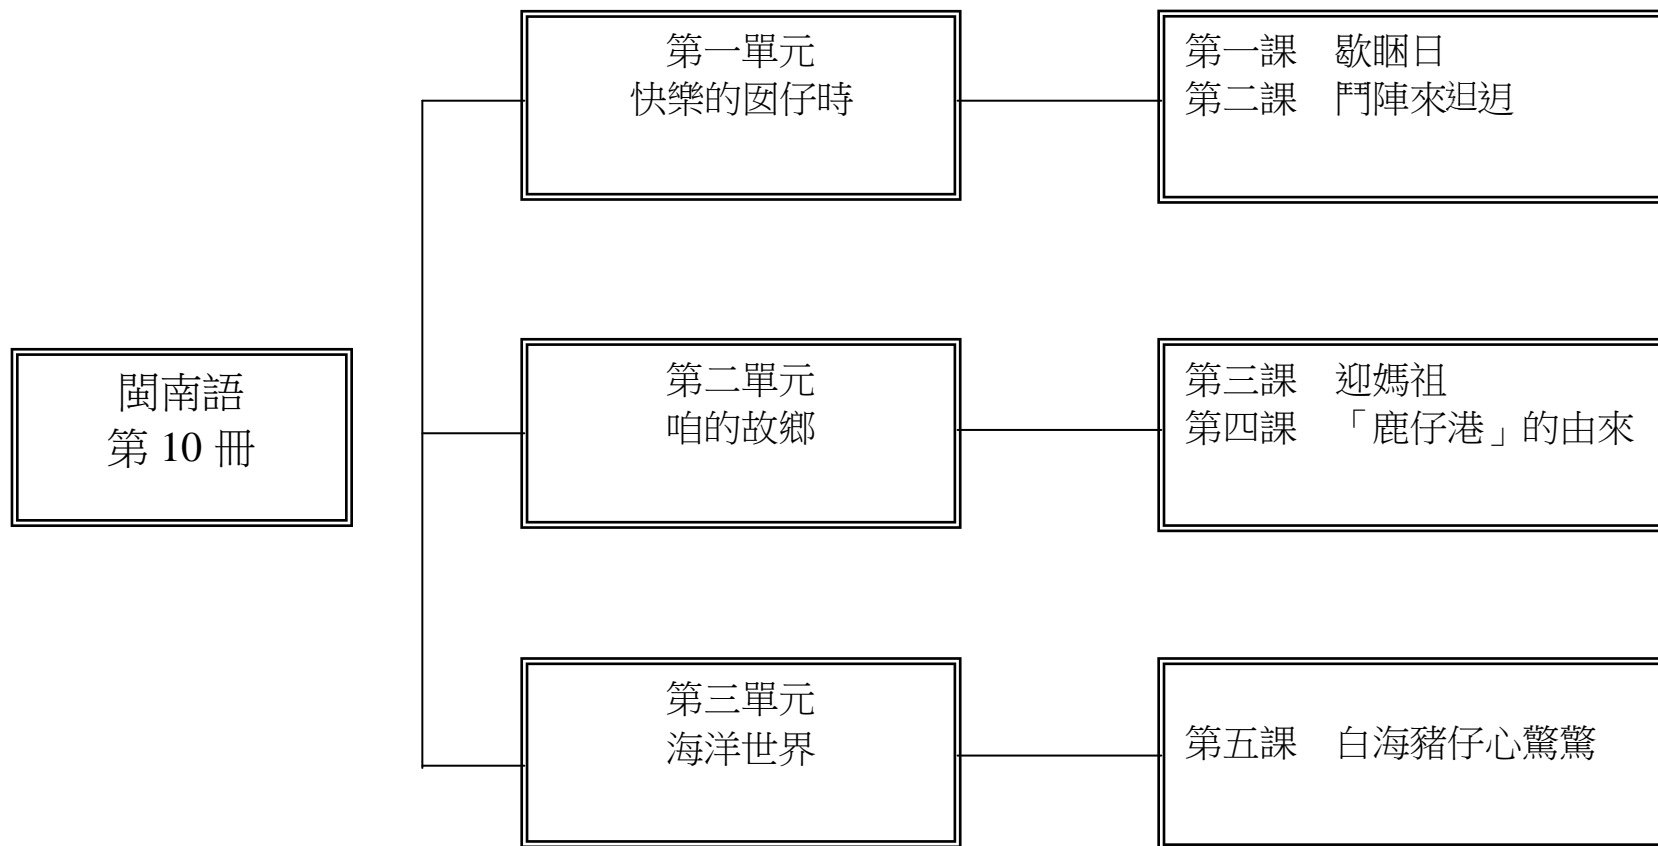 閩南語
第 10 冊
第一單元
快樂的囡仔時
第一課　歇睏日
第二課　鬥陣來𨑨迌
第二單元
咱的故鄉
第三課　迎媽祖
第四課　「鹿仔港」的由來
第三單元
海洋世界
第五課　白海豬仔心驚驚